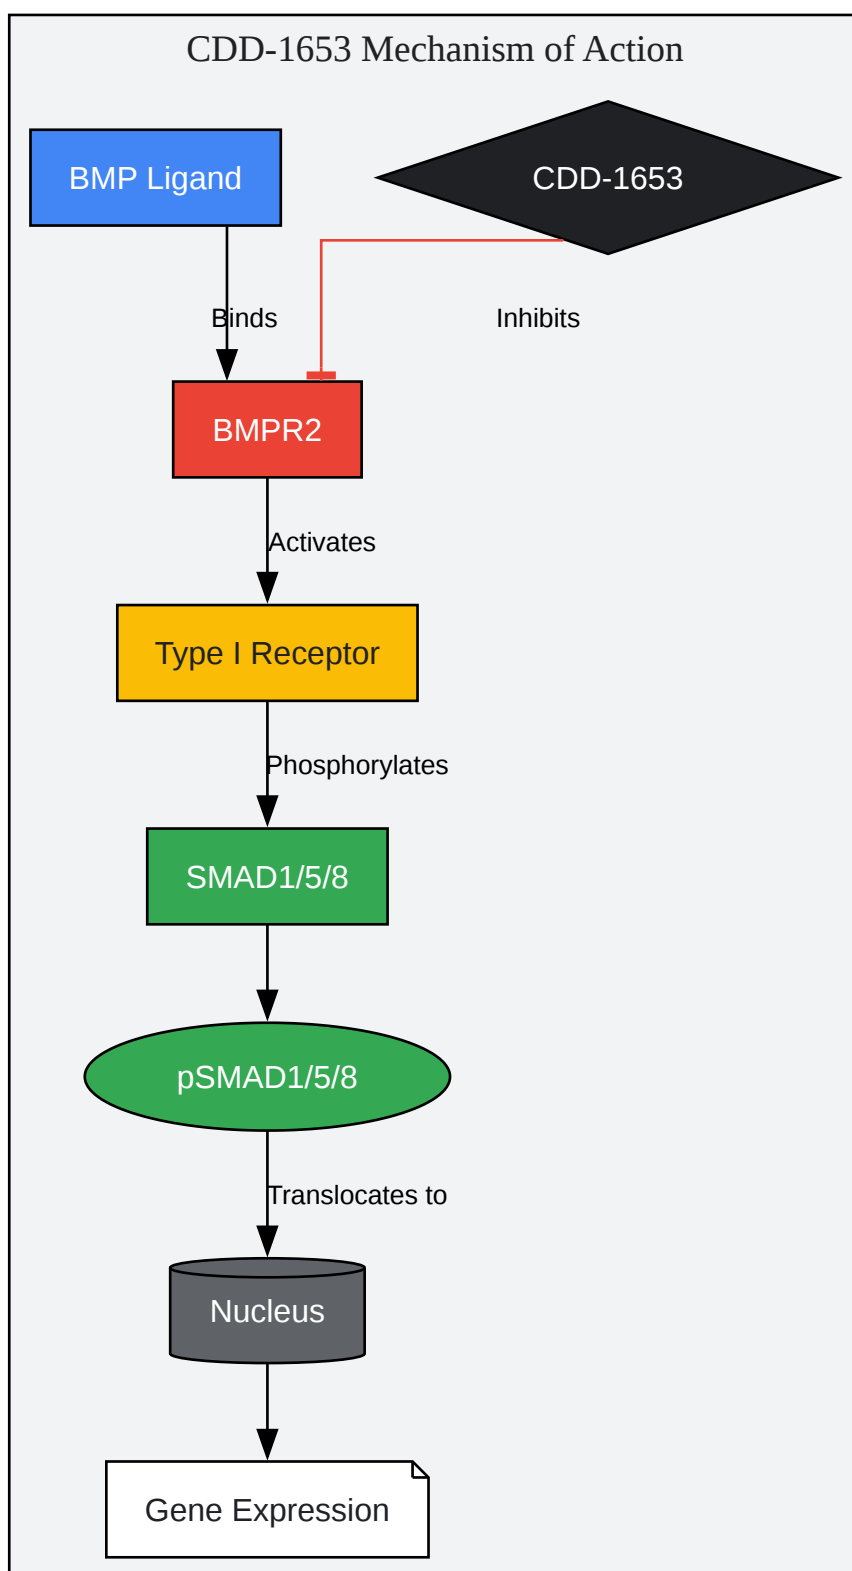 CDD-1653 Mechanism of Action
BMP Ligand
CDD-1653
Binds
Inhibits
BMPR2
Activates
Type I Receptor
Phosphorylates
SMAD1/5/8
pSMAD1/5/8
Translocates to
Nucleus
Gene Expression